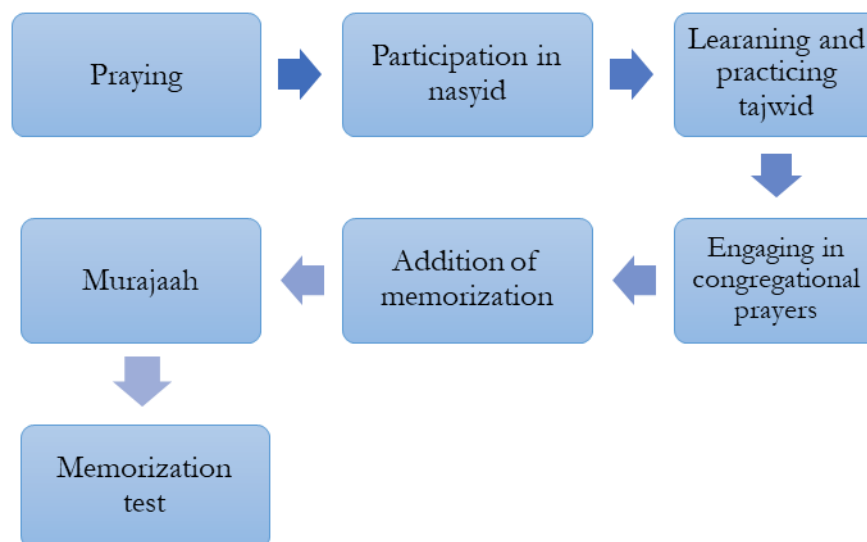 Praying
Participation in
nasyid
Learaning and
practicing
tajwid
Engaging in
congregational
prayers
Addition of
memorization
Murajaah
Memorization
test